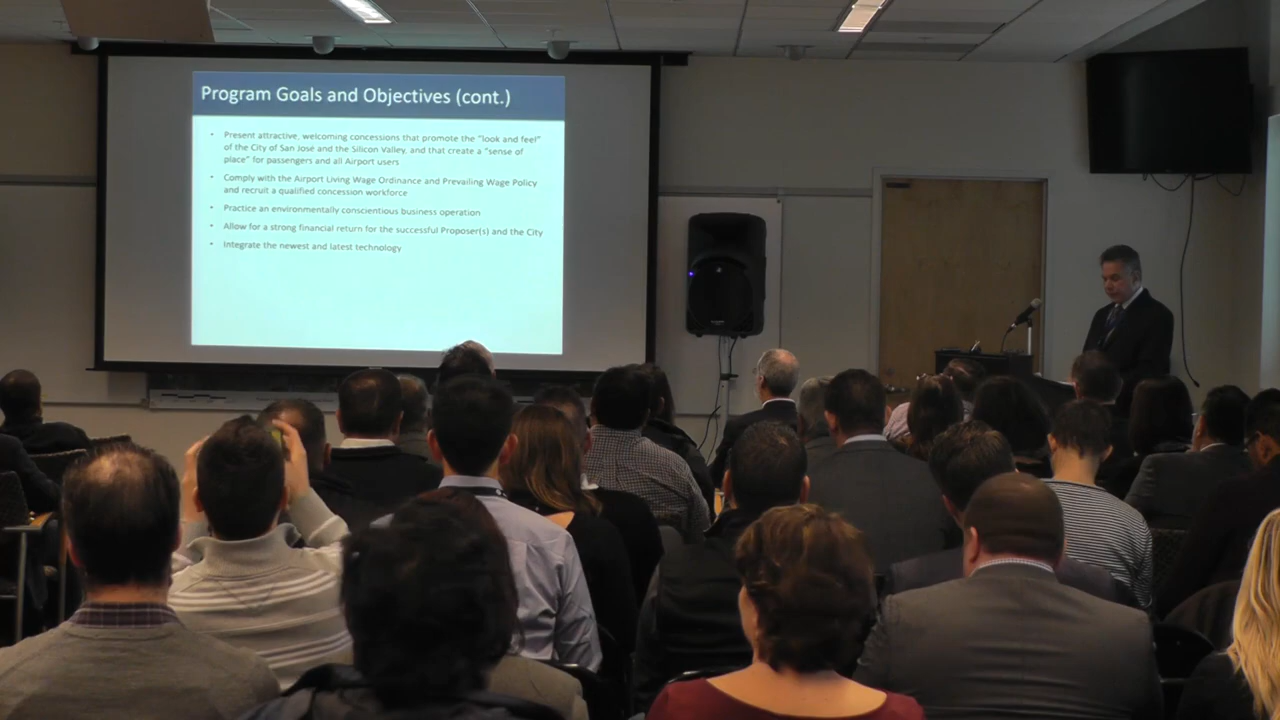 Program Goals and Objectives (cont.)
• Present attractive, welcoming concessions that promote the "look and feel"
of the City of San José and the Silicon Valley, and that create a "sense of
place" for passengers and all Airport users
• Comply with the Airport Living Wage Ordinance and Prevailing Wage Policy
and recruit a qualified concession workforce
• Practice an environmentally conscientious business operation
• Allow for a strong financial return for the successful Proposer(s) and the City
• Integrate the newest and latest technology